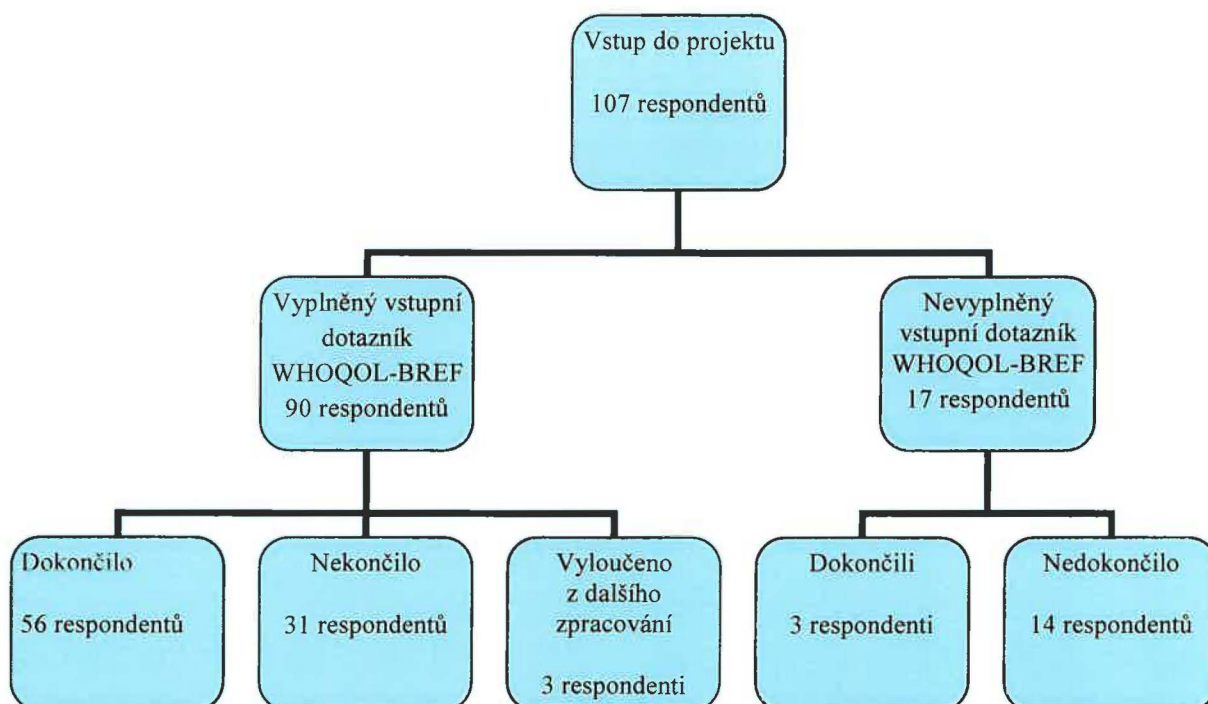 Vstup do projektu
107 respondentů
Vyplněný vstupní
dotazník
WHOQOL-BREF
90 respondentů
Nevyplněný
vstupní dotazník
WHOQOL-BREF
17 respondentů
Dokončilo
56 respondentů
Nekončilo
31 respondentů
Vyloučeno
z dalšího
zpracování
3 respondenti
Dokončili
3 respondenti
Nedokončilo
14 respondentů